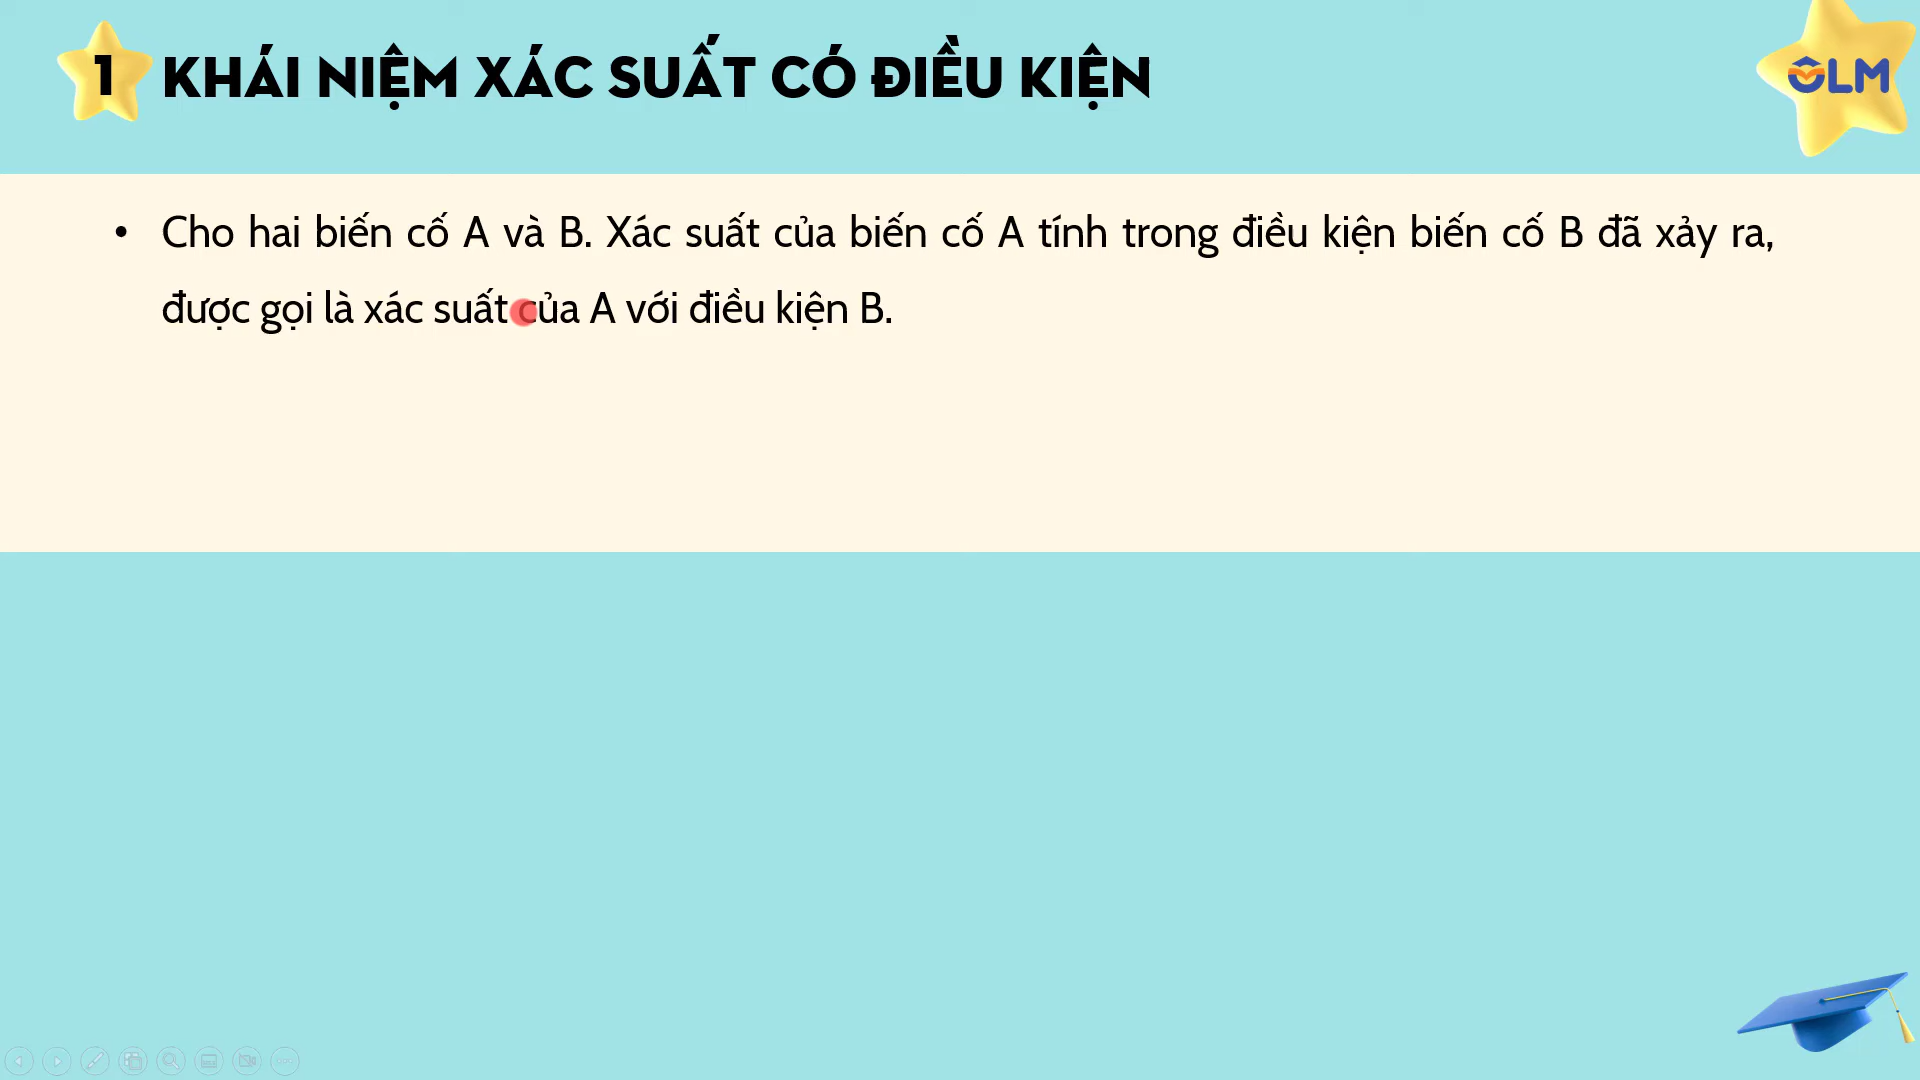 1 KHÁI NIỆM XÁC SUẤT CÓ ĐIỀU KIỆN
OLM
• Cho hai biến cố A và B. Xác suất của biến cố A tính trong điều kiện biến cố B đã xảy ra,
được gọi là xác suất của A với điều kiện B.